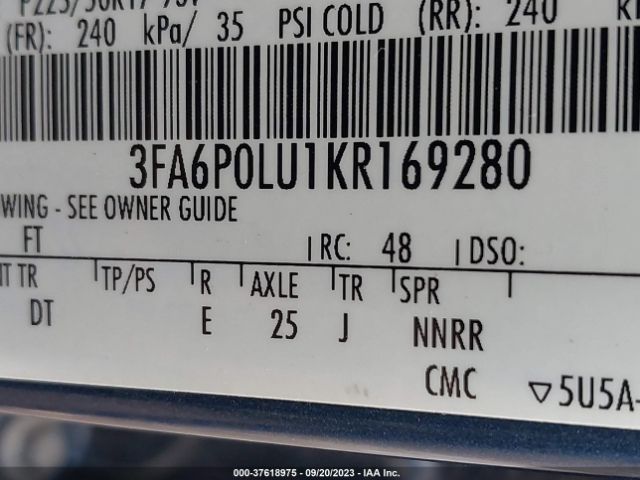 (FR): 240 kPa/ 35 PSI COLD (RR): 240
3FA6P0LU1KR169280
WING - SEE OWNER GUIDE
FT RC: 48 DSO:
TR TP/PS R AXLE TR SPR
DT E 25 J NNRR
CMC ▽5U5A-
000-37618975 — 09/20/2023 — IAA Inc.